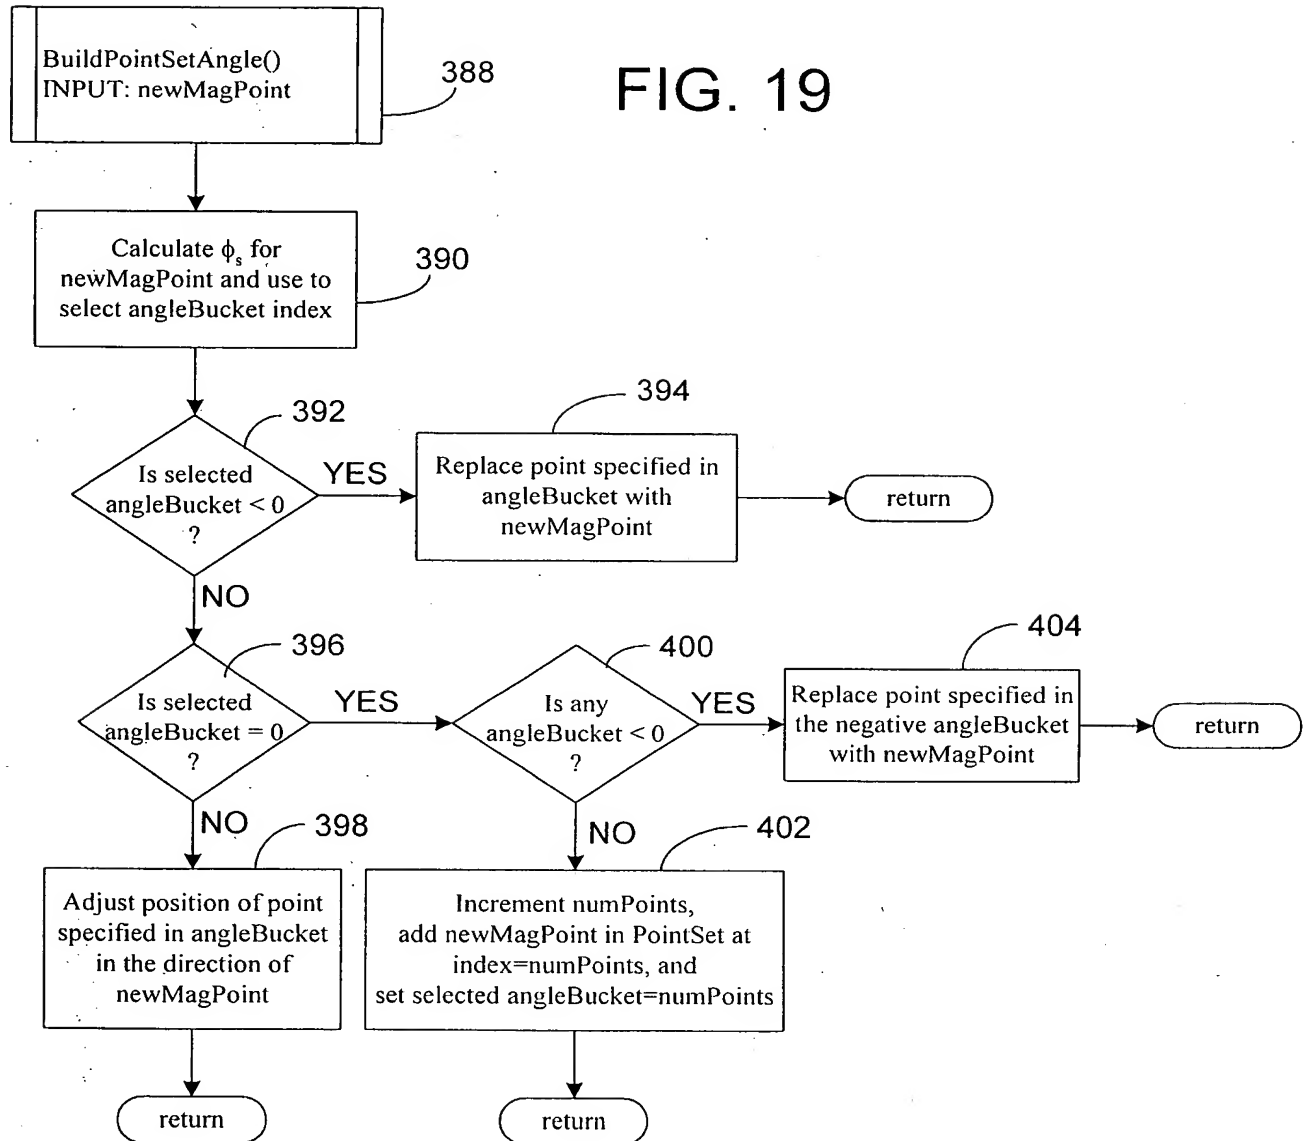 BuildPointSetAngle()
INPUT: newMagPoint
388
FIG. 19
Calculate ϕs for
newMagPoint and use to
select angleBucket index
390
392
Is selected
angleBucket < 0
?
YES
394
Replace point specified in
angleBucket with
newMagPoint
return
NO
396
Is selected
angleBucket = 0
?
YES
400
Is any
angleBucket < 0
?
YES
404
Replace point specified in
the negative angleBucket
with newMagPoint
return
NO
398
Adjust position of point
specified in angleBucket
in the direction of
newMagPoint
return
NO
402
Increment numPoints,
add newMagPoint in PointSet at
index=numPoints, and
set selected angleBucket=numPoints
return